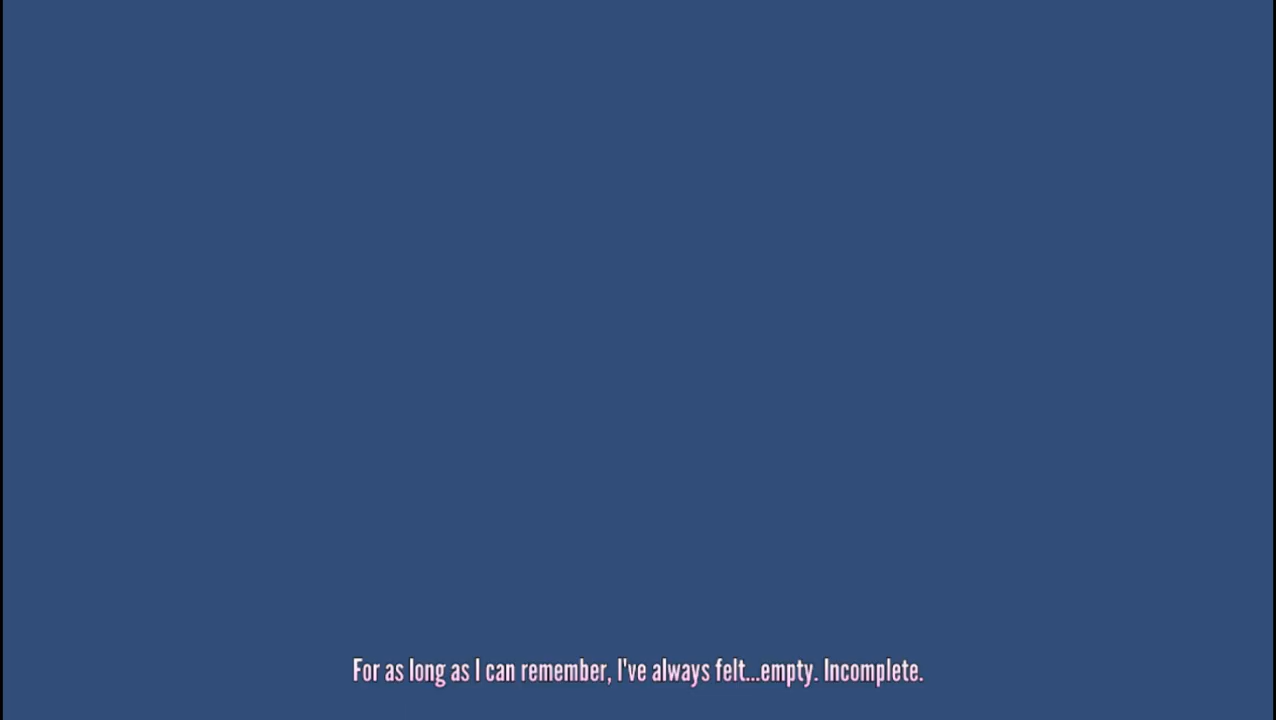 For as long as I can remember, I've always felt...empty. Incomplete.